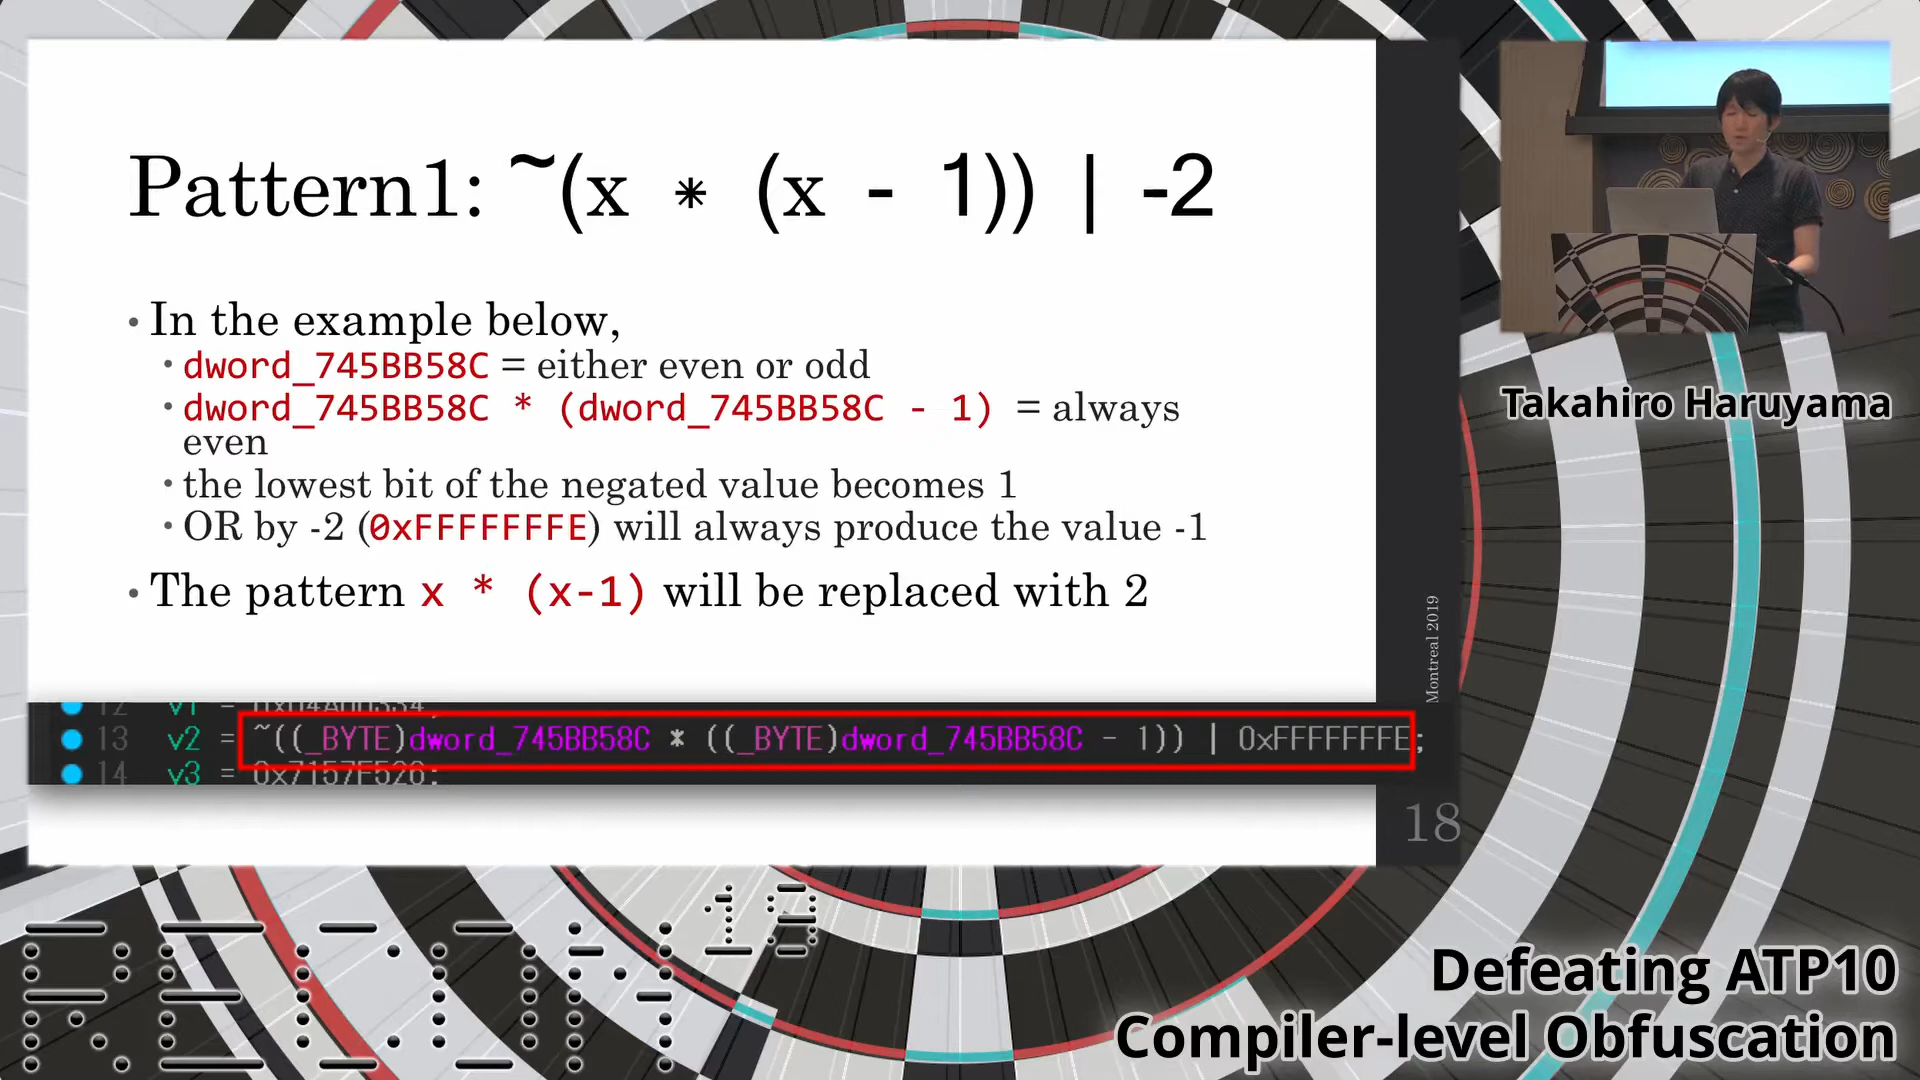 Pattern1: ~(x * (x - 1)) | -2
• In the example below,
• dword_745BB58C = either even or odd
• dword_745BB58C * (dword_745BB58C - 1) = always
even
• the lowest bit of the negated value becomes 1
• OR by -2 (0xFFFFFFFE) will always produce the value -1
• The pattern x * (x-1) will be replaced with 2
13 v2 = ~((_BYTE)dword_745BB58C * ((_BYTE)dword_745BB58C - 1)) | 0xFFFFFFFE;
14 v3 = 0x7157E526;
Montreal 2019
18
Takahiro Haruyama
RECON 19
Defeating ATP10
Compiler-level Obfuscation